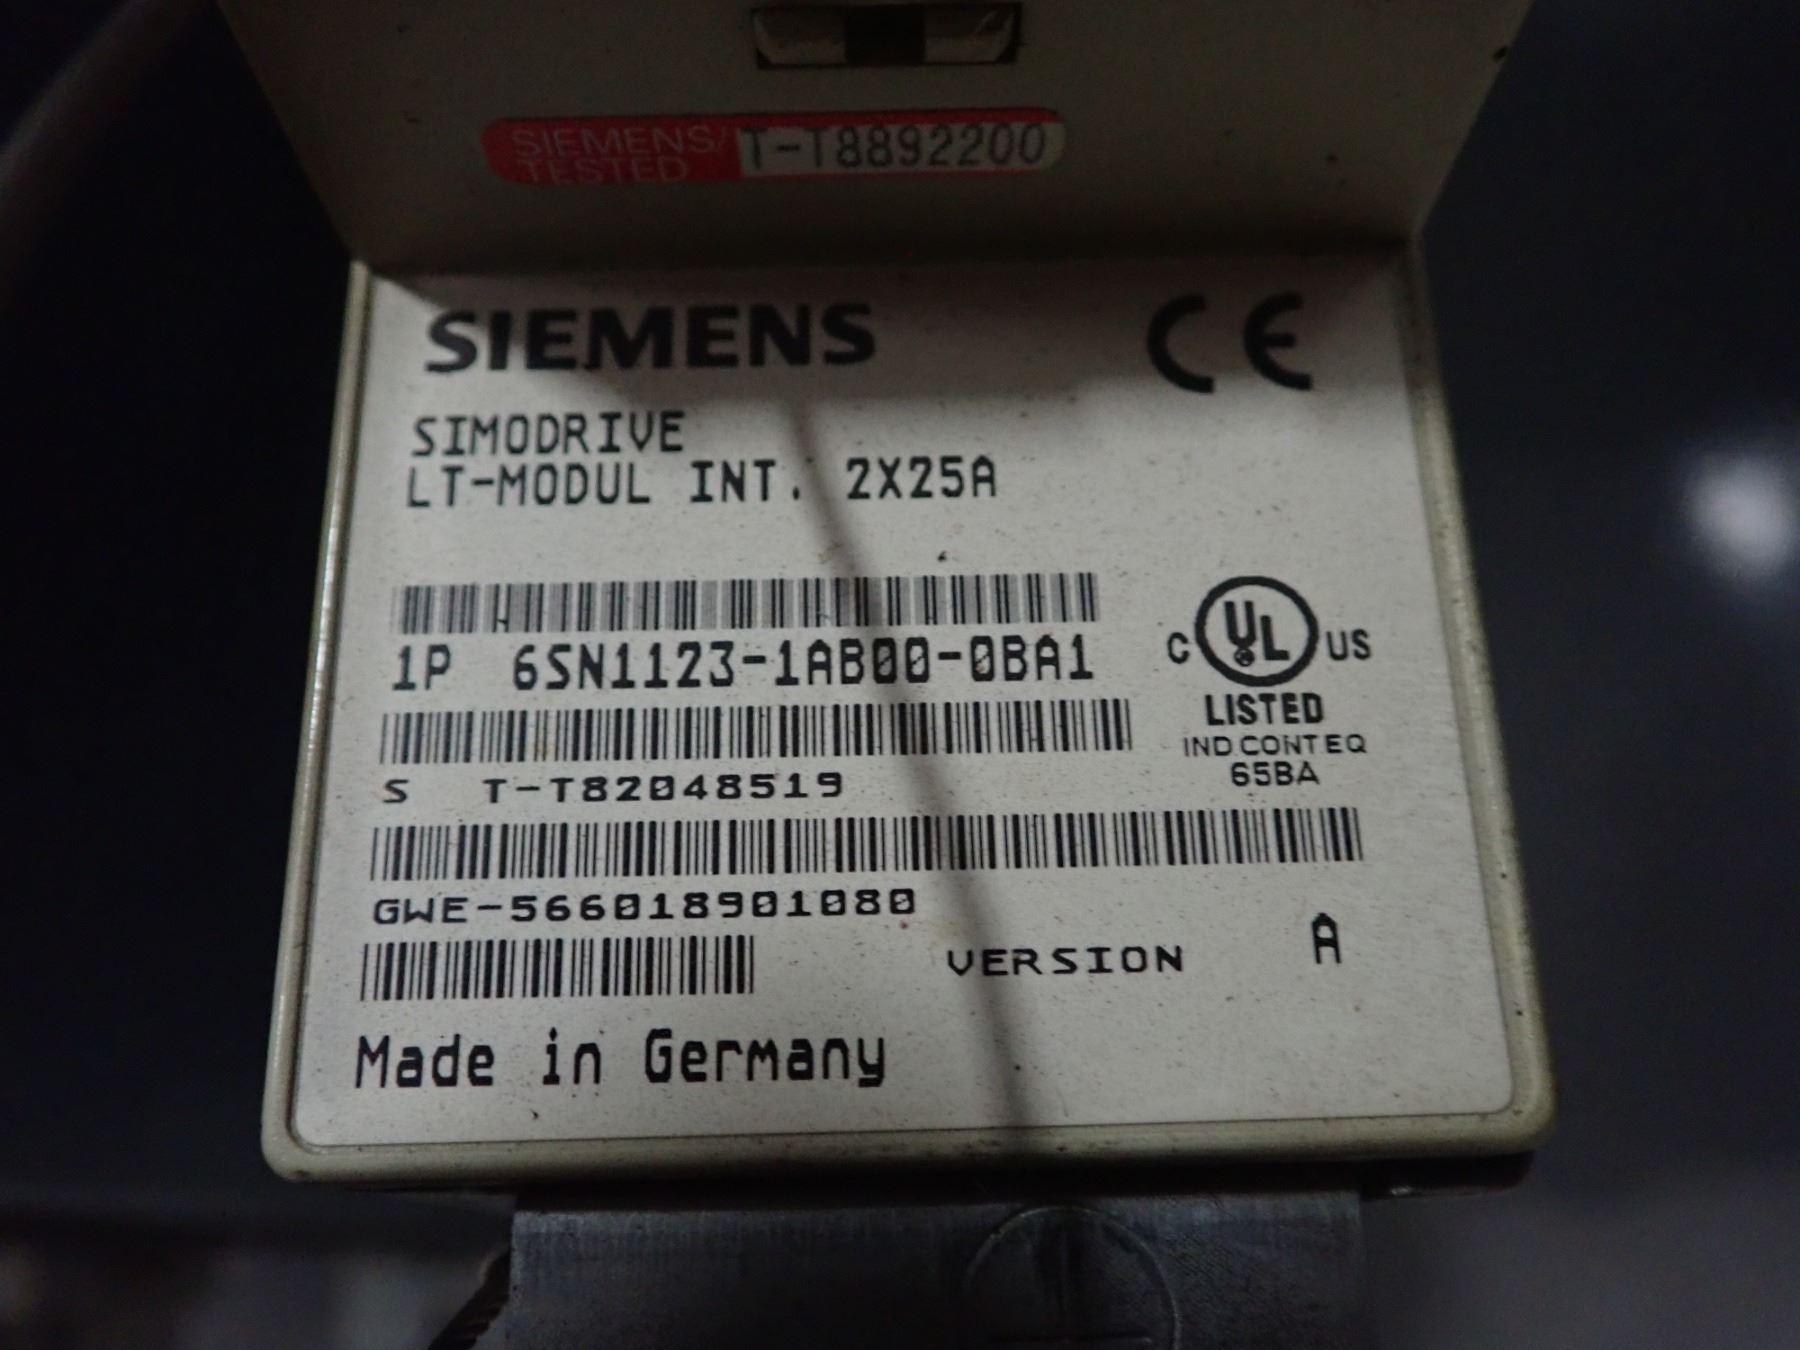 SIEMENS/ T-T8892200
TESTED
SIEMENS CE
SIMODRIVE
LT-MODUL INT. 2X25A
1P 6SN1123-1AB00-0BA1
C UL US
LISTED
IND.CONT.EQ
65BA
S T-T82048519
GWE-566018901080
VERSION A
Made in Germany